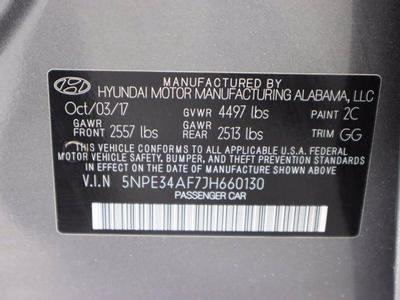 MANUFACTURED BY
HYUNDAI MOTOR MANUFACTURING ALABAMA, LLC
Oct/03/17 GVWR 4497 lbs PAINT 2C
GAWR GAWR
FRONT 2557 lbs REAR 2513 lbs TRIM GG
THIS VEHICLE CONFORMS TO ALL APPLICABLE U.S.A. FEDERAL
MOTOR VEHICLE SAFETY, BUMPER, AND THEFT PREVENTION
STANDARDS IN EFFECT ON THE DATE OF MANUFACTURE SHOWN ABOVE.
V.I.N 5NPE34AF7JH660130
PASSENGER CAR